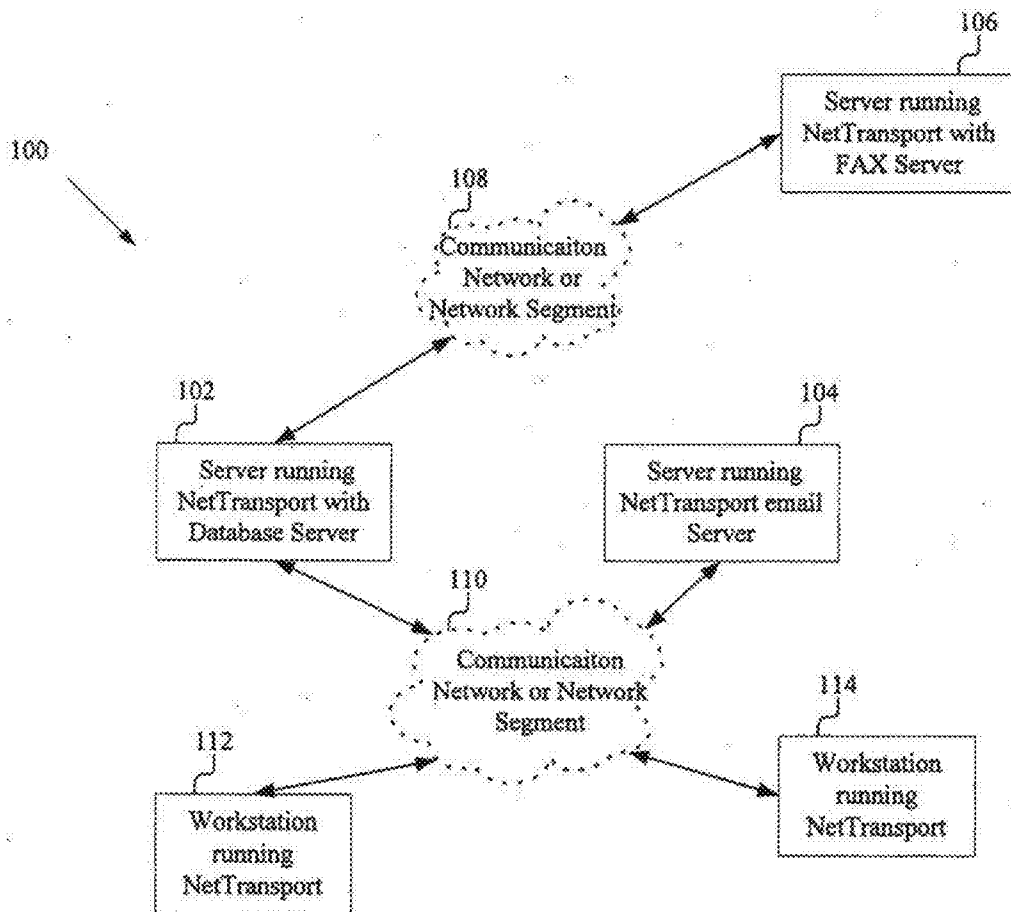 106
Server running
NetTransport with
FAX Server
100
108
Communicaiton
Network or
Network Segment
102
Server running
NetTransport with
Database Server
104
Server running
NetTransport email
Server
110
Communicaiton
Network or Network
Segment
114
Workstation
running
NetTransport
112
Workstation
running
NetTransport